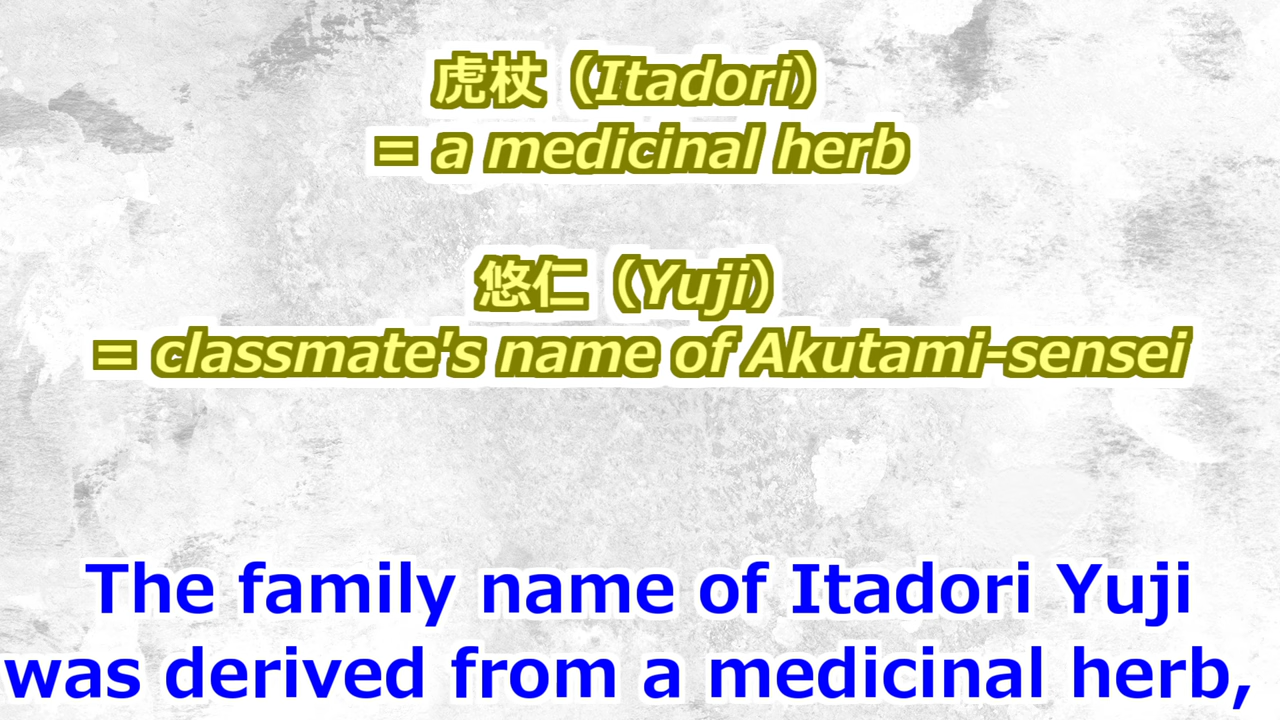 虎杖（Itadori）
= a medicinal herb
悠仁（Yuji）
= classmate's name of Akutami-sensei
The family name of Itadori Yuji
was derived from a medicinal herb,